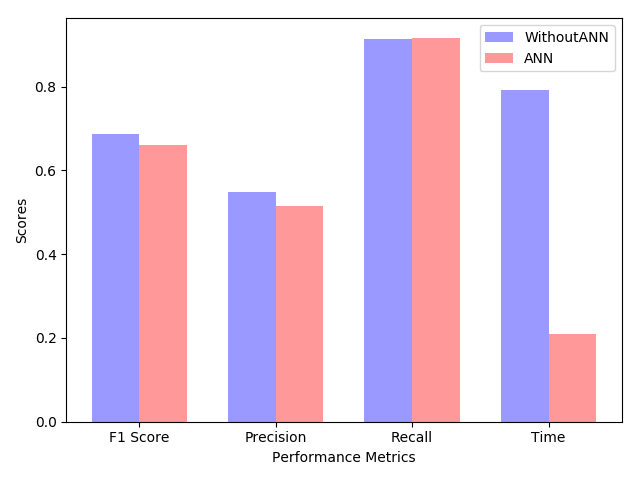 WithoutANN
ANN
Scores
0.8
0.6
0.4
0.2
0.0
F1 Score
Precision
Recall
Time
Performance Metrics